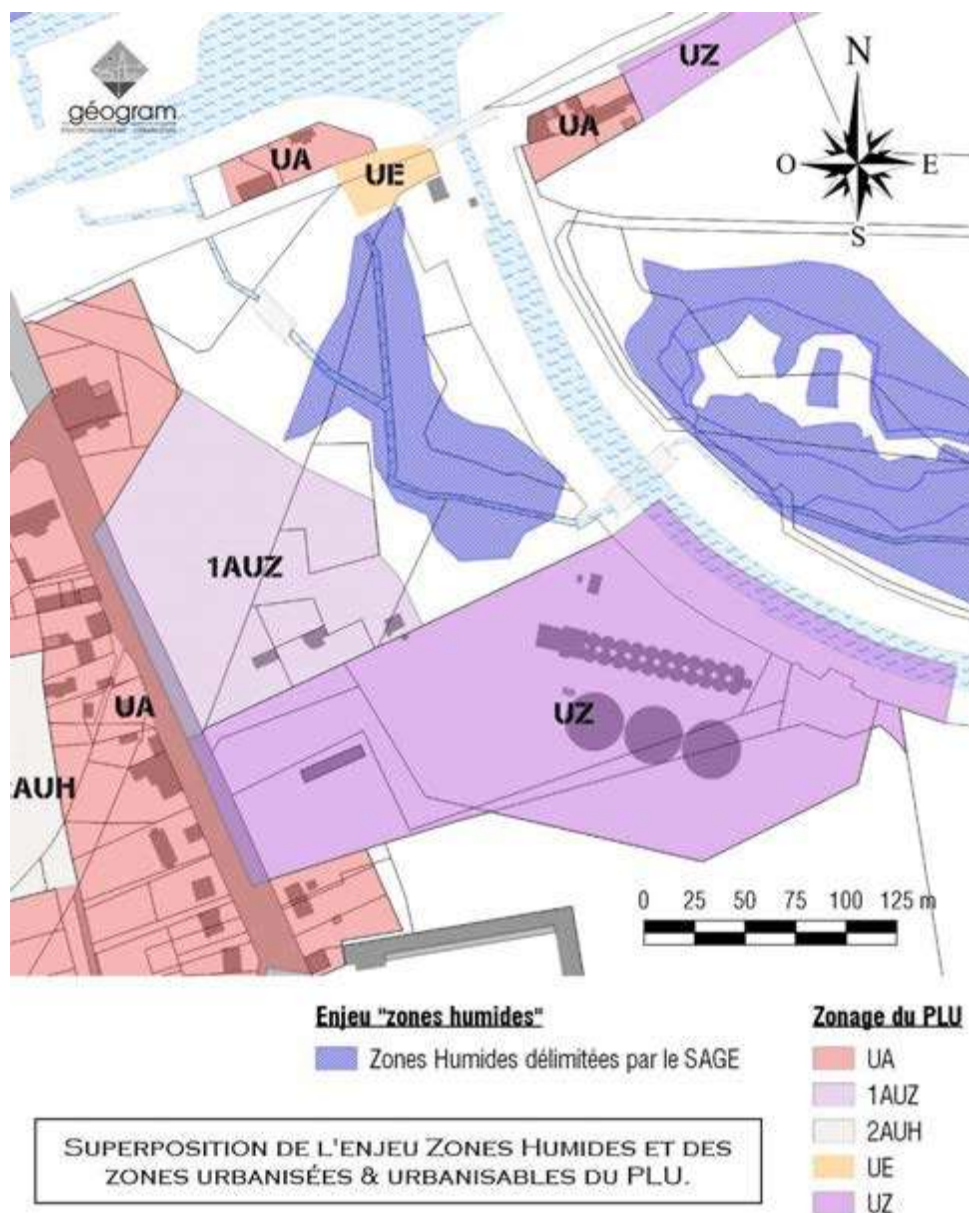 géogram
ENVIRONNEMENT URBANISME
N
O
E
S
UZ
UA
UA
UE
1AUZ
UA
AUH
UZ
0 25 50 75 100 125 m
Enjeu "zones humides"
Zones Humides délimitées par le SAGE
Zonage du PLU
UA
1AUZ
2AUH
UE
UZ
SUPERPOSITION DE L'ENJEU ZONES HUMIDES ET DES
ZONES URBANISÉES & URBANISABLES DU PLU.